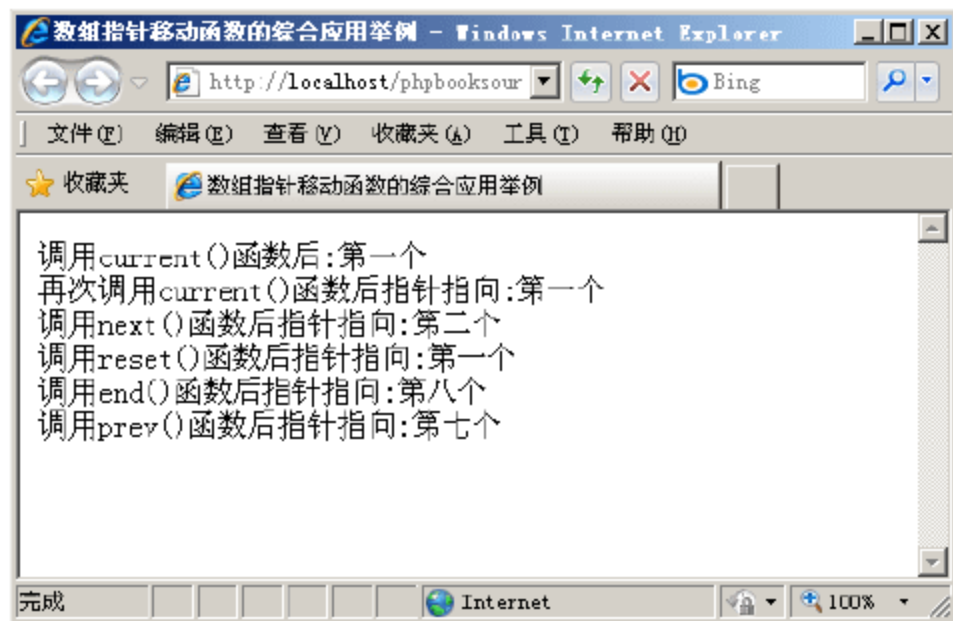 数组指针移动函数的综合应用举例 - Windows Internet Explorer
http://localhost/phpbooksour
Bing
文件(F) 编辑(E) 查看(V) 收藏夹(A) 工具(T) 帮助(H)
收藏夹 数组指针移动函数的综合应用举例
调用current()函数后:第一个
再次调用current()函数后指针指向:第一个
调用next()函数后指针指向:第二个
调用reset()函数后指针指向:第一个
调用end()函数后指针指向:第八个
调用prev()函数后指针指向:第七个
完成 Internet 100%